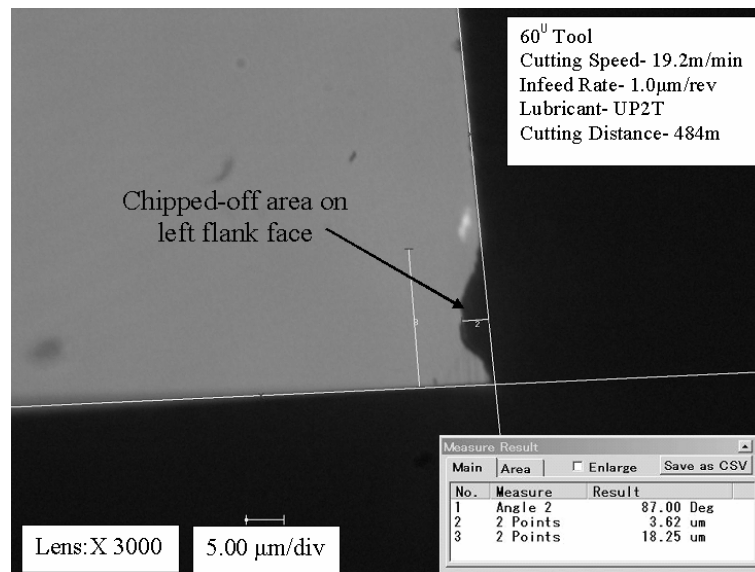 60U Tool
Cutting Speed- 19.2m/min
Infeed Rate- 1.0µm/rev
Lubricant- UP2T
Cutting Distance- 484m
Chipped-off area on
left flank face
3
2
Measure Result
Main Area Enlarge Save as CSV
No. Measure Result
1 Angle 2 87.00 Deg
2 2 Points 3.62 um
3 2 Points 18.25 um
Lens:X 3000
5.00 µm/div